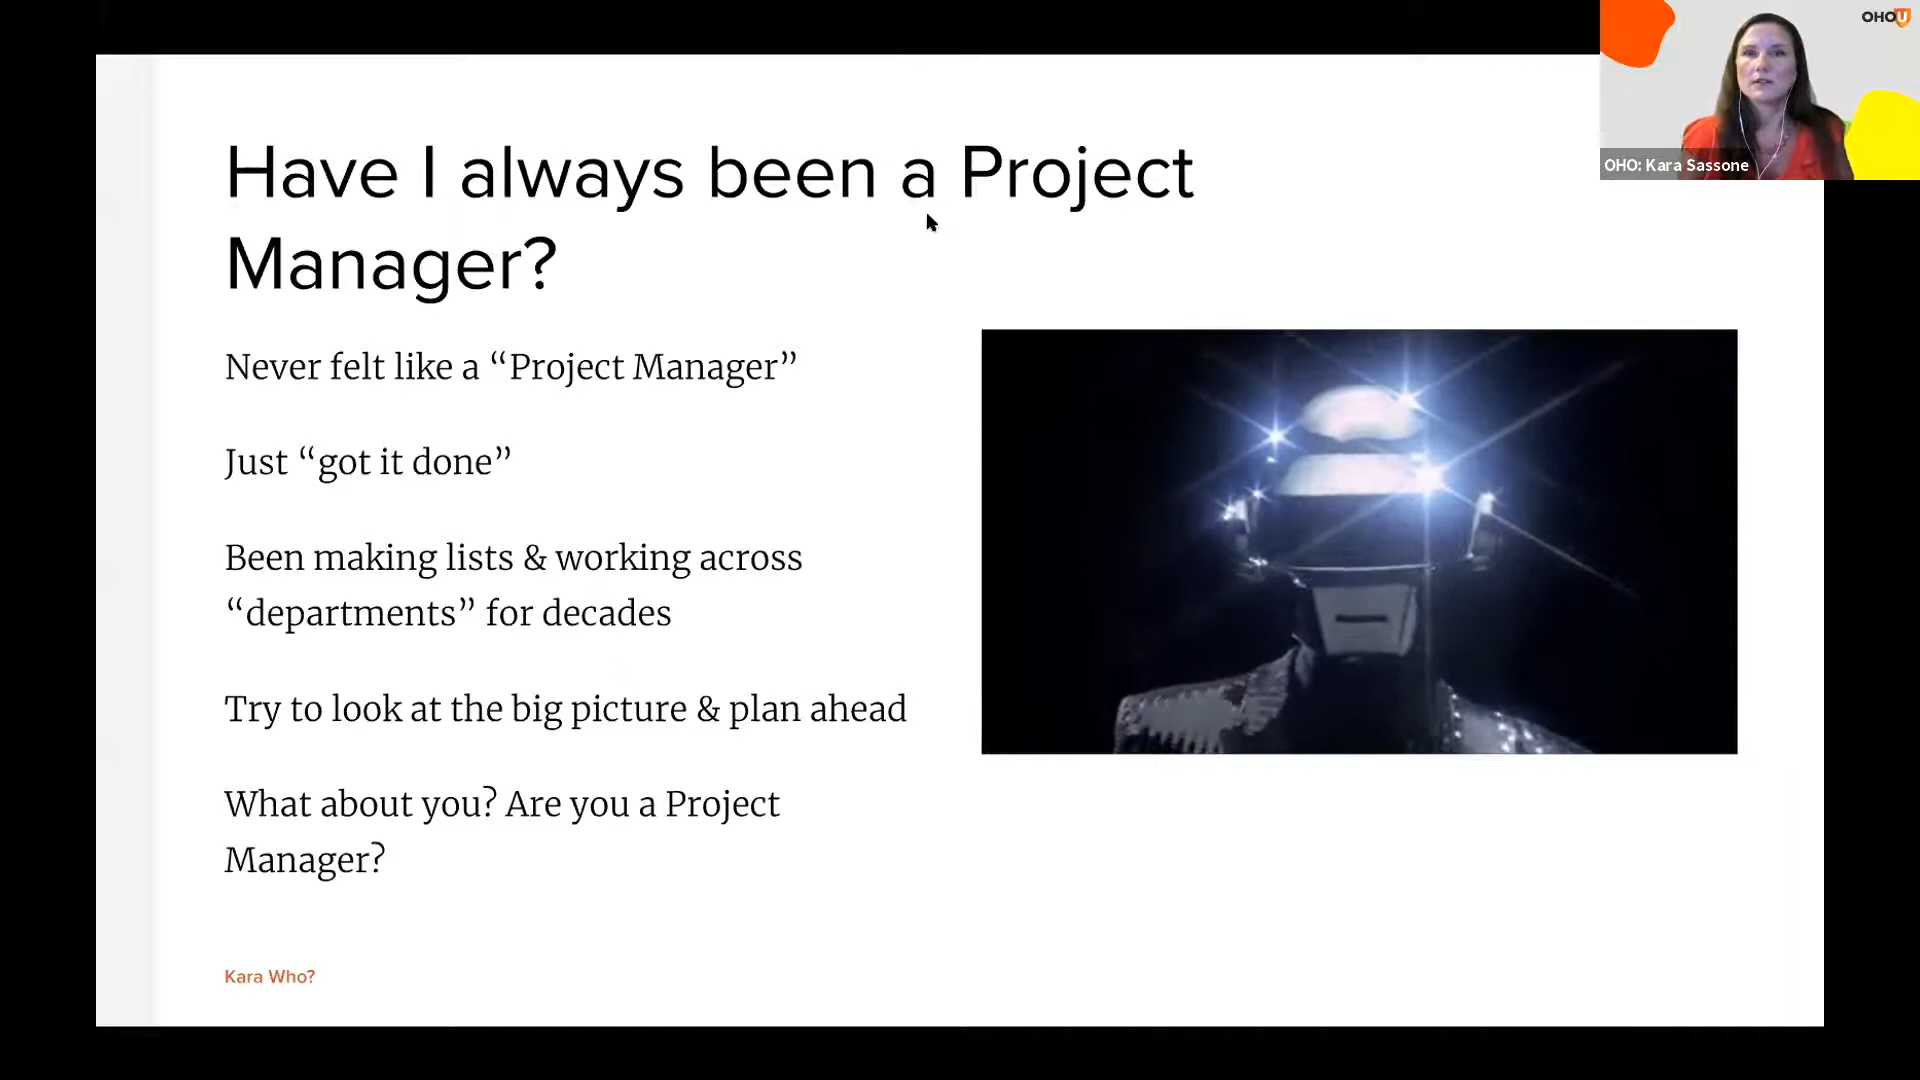 OHOU
OHO: Kara Sassone
Have I always been a Project
Manager?
Never felt like a “Project Manager”
Just “got it done”
Been making lists & working across
“departments” for decades
Try to look at the big picture & plan ahead
What about you? Are you a Project
Manager?
Kara Who?